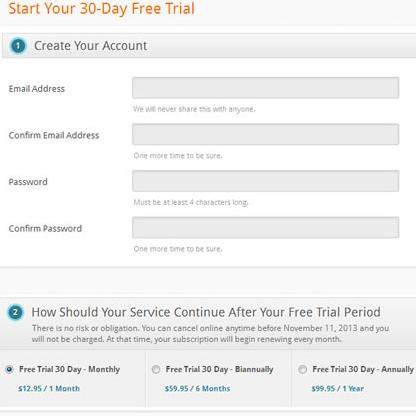 Start Your 30-Day Free Trial
1 Create Your Account
Email Address
We will never share this with anyone.
Confirm Email Address
One more time to be sure.
Password
Must be at least 4 characters long.
Confirm Password
One more time to be sure.
2 How Should Your Service Continue After Your Free Trial Period
There is no risk or obligation. You can cancel online anytime before November 11, 2013 and you
will not be charged. At that time, your subscription will begin renewing every month.
Free Trial 30 Day - Monthly
$12.95 / 1 Month
Free Trial 30 Day - Biannually
$59.95 / 6 Months
Free Trial 30 Day - Annually
$99.95 / 1 Year